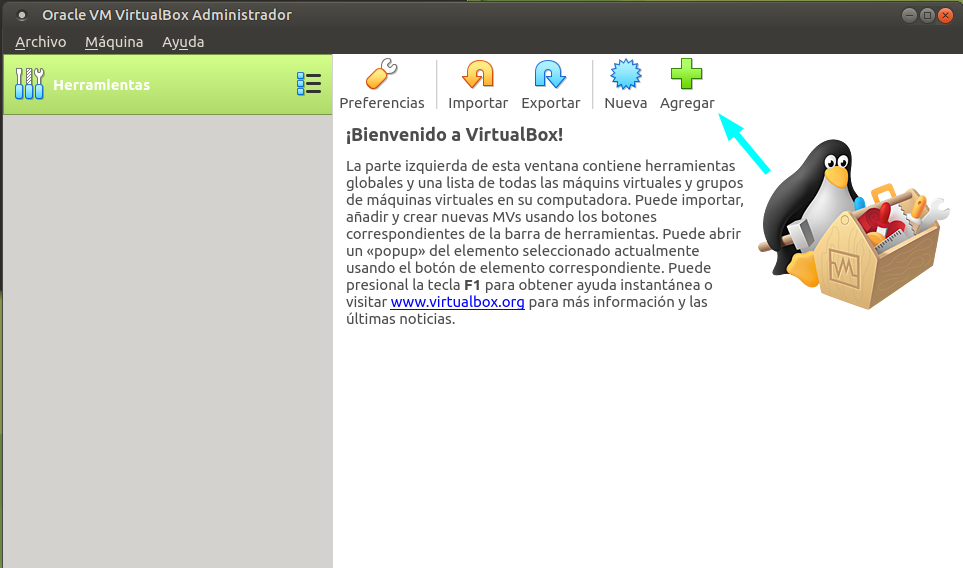 Oracle VM VirtualBox Administrador
Archivo Máquina Ayuda
Herramientas
Preferencias Importar Exportar Nueva Agregar
¡Bienvenido a VirtualBox!
La parte izquierda de esta ventana contiene herramientas
globales y una lista de todas las máquins virtuales y grupos
de máquinas virtuales en su computadora. Puede importar,
añadir y crear nuevas MVs usando los botones
correspondientes de la barra de herramientas. Puede abrir
un «popup» del elemento seleccionado actualmente
usando el botón de elemento correspondiente. Puede
presional la tecla F1 para obtener ayuda instantánea o
visitar www.virtualbox.org para más información y las
últimas noticias.